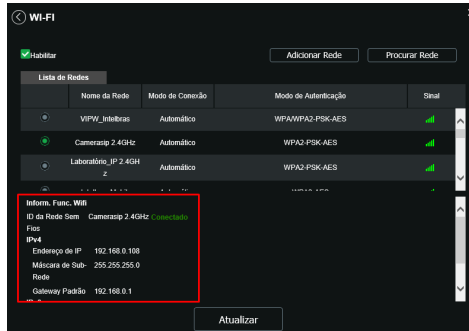 WI-FI
Habilitar
Adicionar Rede
Procurar Rede
Lista de Redes
Nome da Rede Modo de Conexão Modo de Autenticação Sinal
VIPW_Intelbras Automático WPA/WPA2-PSK-AES
Camerasip 2.4GHz Automático WPA2-PSK-AES
Laboratório_IP 2.4GH
z Automático WPA2-PSK-AES
Inform. Func. Wifi
ID da Rede Sem Camerasip 2.4GHz Conectado
Fios
IPv4
Endereço de IP 192.168.0.108
Máscara de Sub- 255.255.255.0
Rede
Gateway Padrão 192.168.0.1
Atualizar